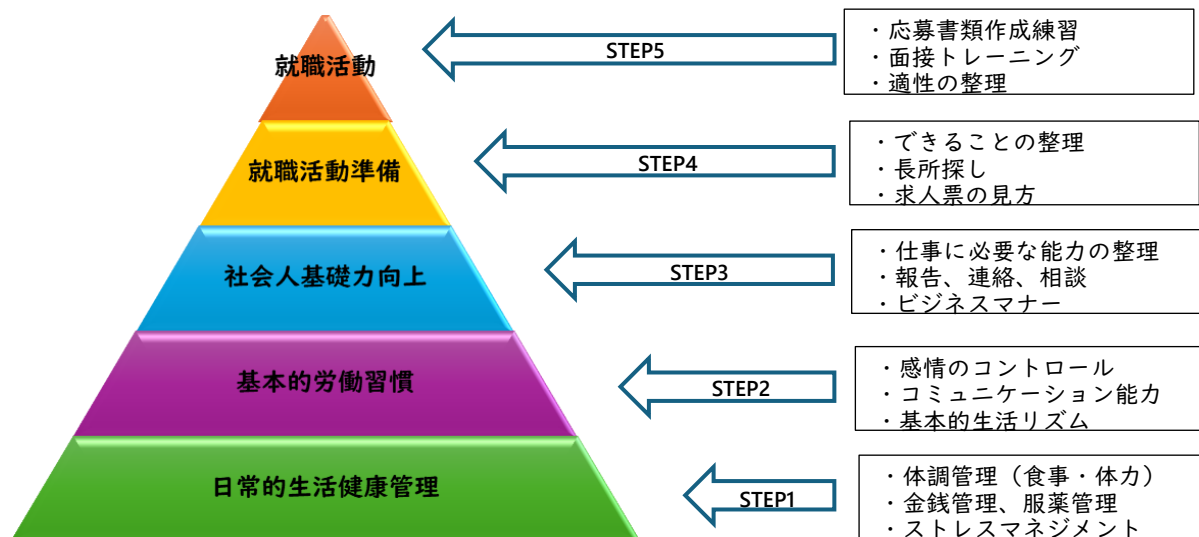 就職活動
STEP5
・応募書類作成練習
・面接トレーニング
・適性の整理
就職活動準備
STEP4
・できることの整理
・長所探し
・求人票の見方
社会人基礎力向上
STEP3
・仕事に必要な能力の整理
・報告、連絡、相談
・ビジネスマナー
基本的労働習慣
STEP2
・感情のコントロール
・コミュニケーション能力
・基本的生活リズム
日常的生活健康管理
STEP1
・体調管理（食事・体力）
・金銭管理、服薬管理
・ストレスマネジメント